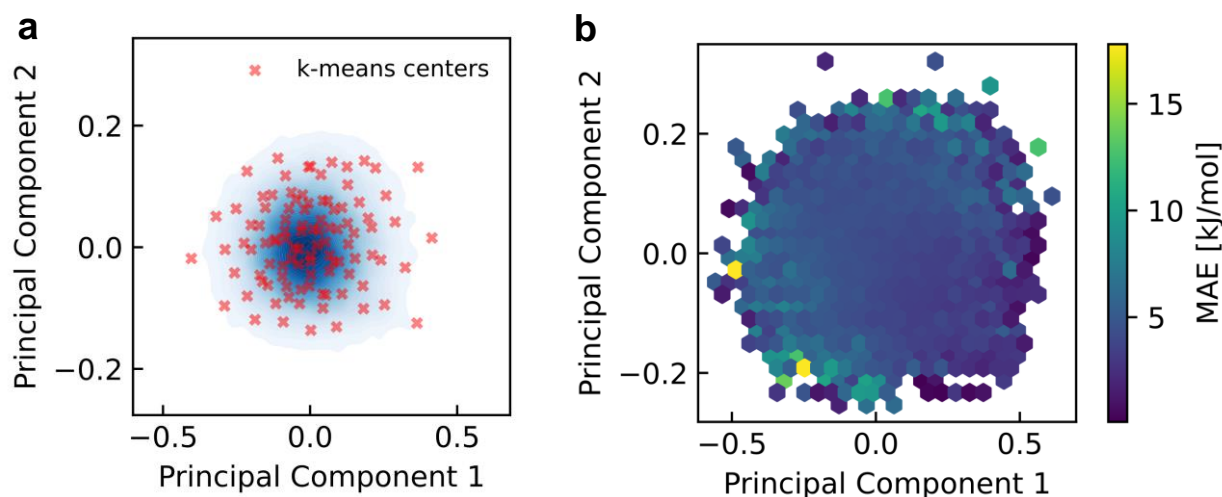 a
Principal Component 2
0.2
0.0
−0.2
k-means centers
−0.5
0.0
0.5
Principal Component 1
b
Principal Component 2
0.2
0.0
−0.2
−0.5
0.0
0.5
Principal Component 1
15
10
5
MAE [kJ/mol]